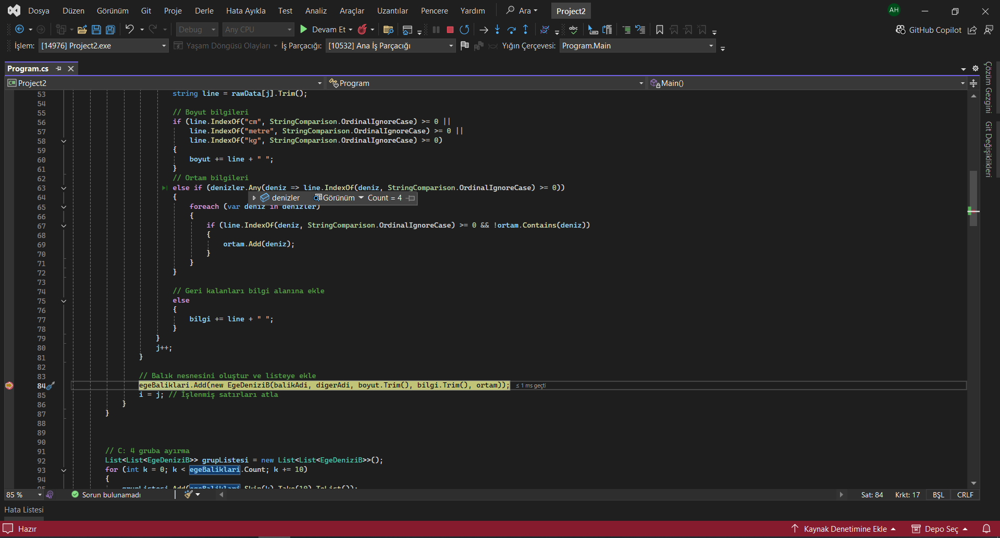 Dosya Düzen Görünüm Git Proje Derle Hata Ayıkla Test Analiz Araçlar Uzantılar Pencere Yardım Ara Project2 AH
Debug Any CPU Devam Et abc GitHub Copilot
İşlem: [14976] Project2.exe Yaşam Döngüsü Olayları İş Parçacığı: [10532] Ana İş Parçacığı Yığın Çerçevesi: Program.Main
Program.cs
C# Project2 Program Main()
53 string line = rawData[j].Trim();
54
55 // Boyut bilgileri
56 if (line.IndexOf("cm", StringComparison.OrdinalIgnoreCase) >= 0 ||
57 line.IndexOf("metre", StringComparison.OrdinalIgnoreCase) >= 0 ||
58 line.IndexOf("kg", StringComparison.OrdinalIgnoreCase) >= 0)
59 {
60 boyut += line + " ";
61 }
62 // Ortam bilgileri
63 else if (denizler.Any(deniz => line.IndexOf(deniz, StringComparison.OrdinalIgnoreCase) >= 0))
64 {
denizler Görünüm Count = 4
65 foreach (var deniz in denizler)
66 {
67 if (line.IndexOf(deniz, StringComparison.OrdinalIgnoreCase) >= 0 && !ortam.Contains(deniz))
68 {
69 ortam.Add(deniz);
70 }
71 }
72 }
73
74 // Geri kalanları bilgi alanına ekle
75 else
76 {
77 bilgi += line + " ";
78 }
79 }
80 j++;
81 }
82
83 // Balık nesnesini oluştur ve listeye ekle
84 egeBaliklari.Add(new EgeDeniziB(balikAdi, digerAdi, boyut.Trim(), bilgi.Trim(), ortam)); ≤ 1 ms geçti
85 i = j; // İşlenmiş satırları atla
86 }
87 }
88
89
90
91 // C: 4 gruba ayırma
92 List<List<EgeDeniziB>> grupListesi = new List<List<EgeDeniziB>>();
93 for (int k = 0; k < egeBaliklari.Count; k += 10)
94 {
95 grupListesi.Add(egeBaliklari.Skip(k).Take(10).ToList());
85 % Sorun bulunamadı Sat: 84 Krkt: 17 BŞL CRLF
Hata Listesi
Hazır Kaynak Denetimine Ekle Depo Seç
Çözüm Gezgini
Git Değişiklikleri